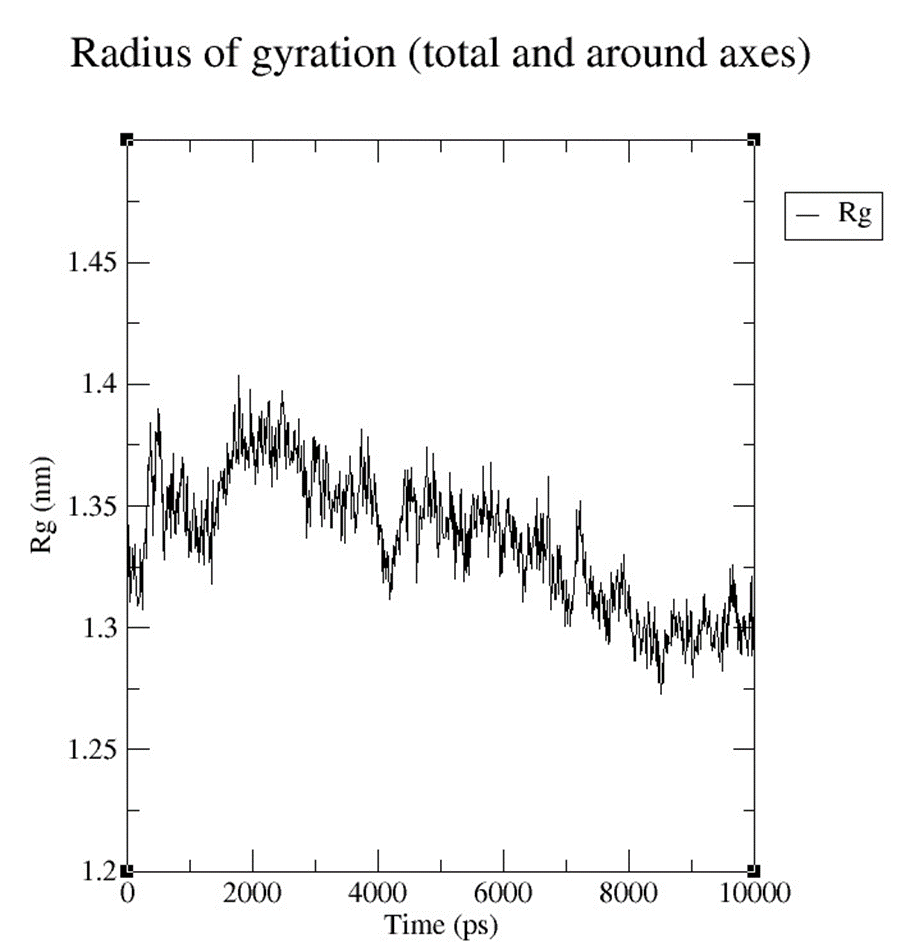 Radius of gyration (total and around axes)
Rg
1.45
1.4
1.35
1.3
1.25
1.2
Rg (nm)
0 2000 4000 6000 8000 10000
Time (ps)